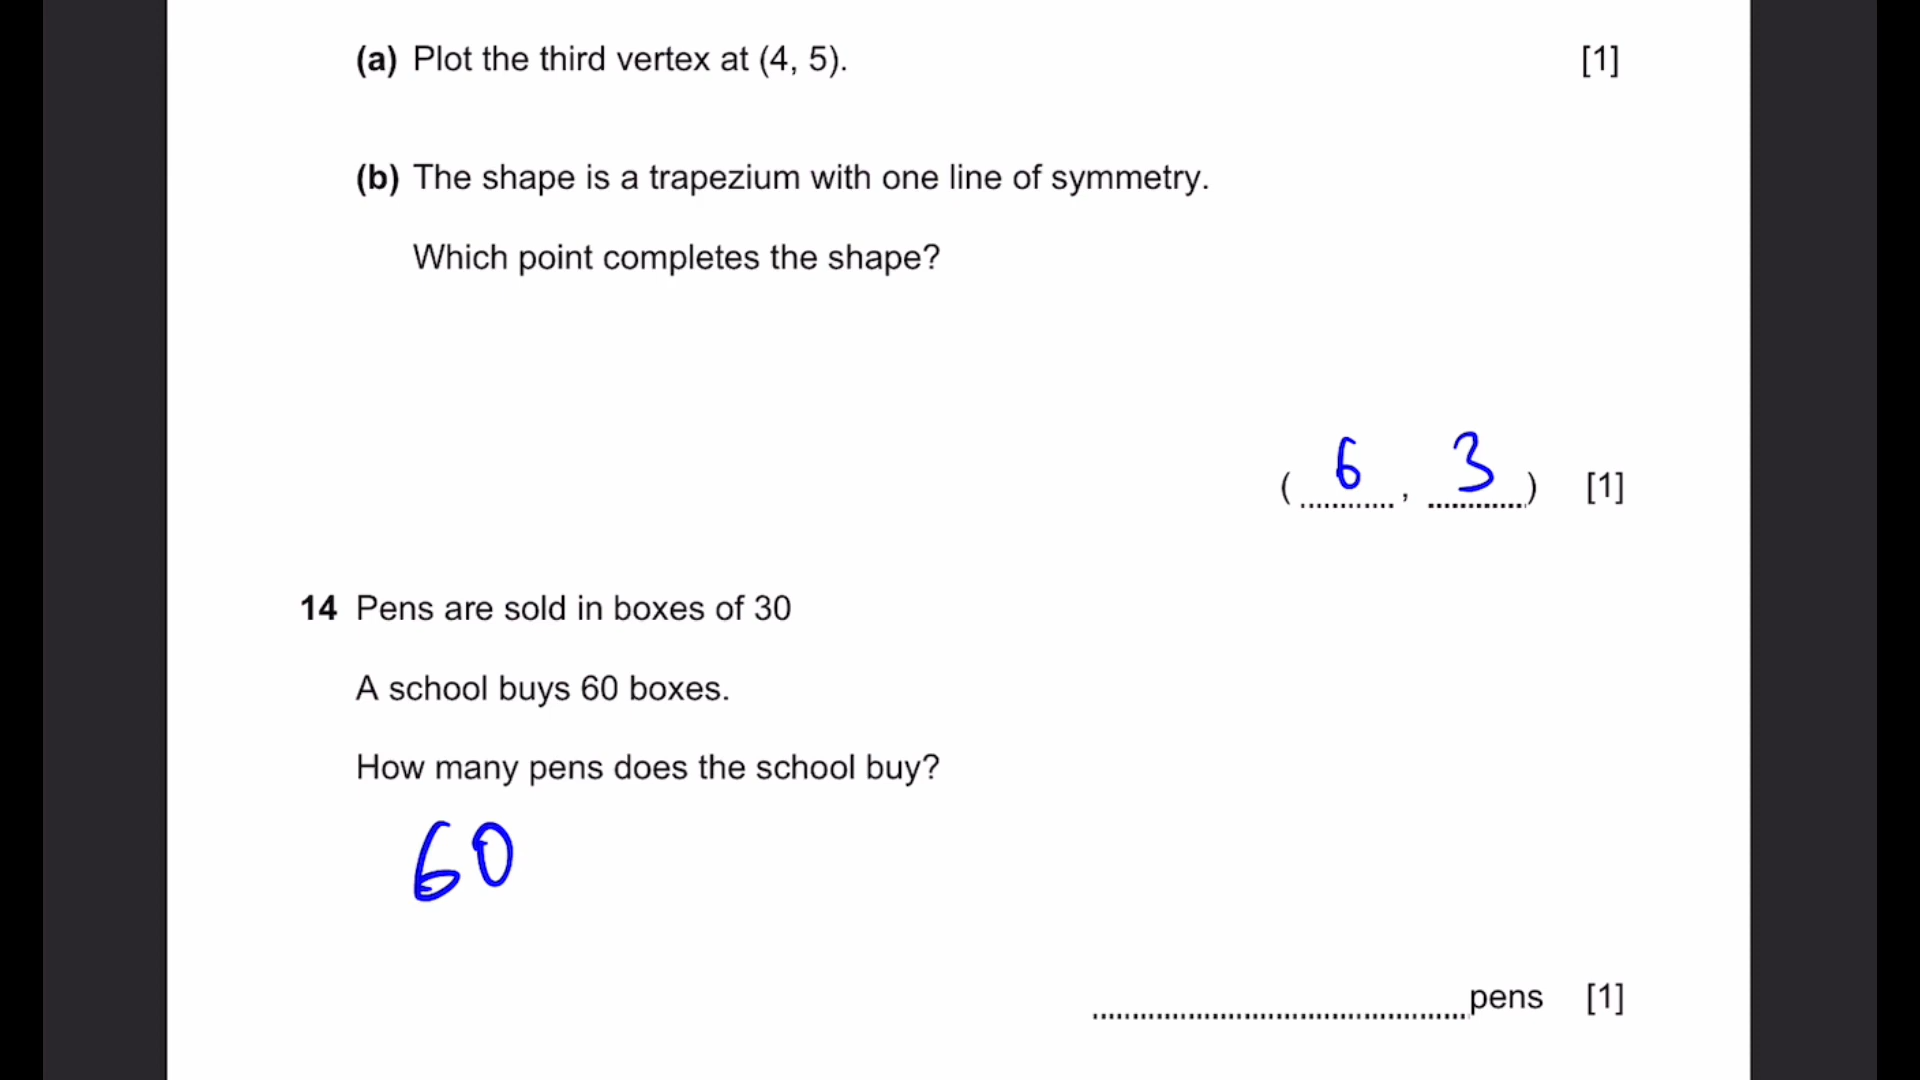 (a) Plot the third vertex at (4, 5). [1]
(b) The shape is a trapezium with one line of symmetry.
Which point completes the shape?
( 6 , 3 ) [1]
14 Pens are sold in boxes of 30
A school buys 60 boxes.
How many pens does the school buy?
60
pens [1]